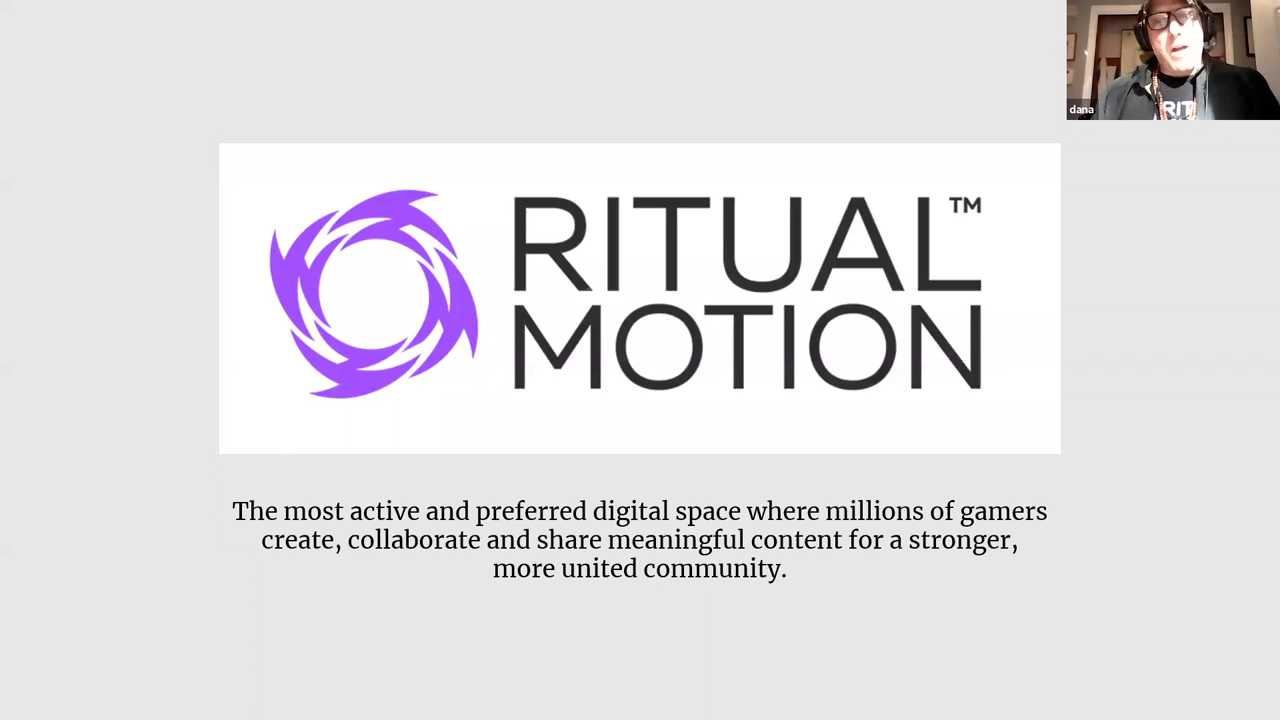 dana
RIT
RITUAL™
MOTION
The most active and preferred digital space where millions of gamers
create, collaborate and share meaningful content for a stronger,
more united community.